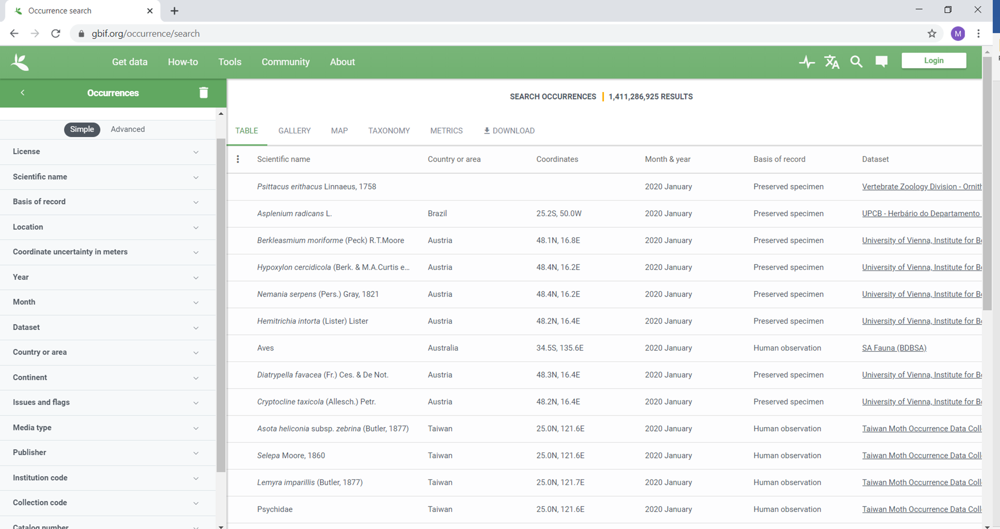 Occurrence search
gbif.org/occurrence/search
M
Get data How-to Tools Community About Login
Occurrences
SEARCH OCCURRENCES 1,411,286,925 RESULTS
Simple Advanced
License
Scientific name
Basis of record
Location
Coordinate uncertainty in meters
Year
Month
Dataset
Country or area
Continent
Issues and flags
Media type
Publisher
Institution code
Collection code
Catalog number
TABLE GALLERY MAP TAXONOMY METRICS DOWNLOAD
Scientific name Country or area Coordinates Month & year Basis of record Dataset
Psittacus erithacus Linnaeus, 1758 2020 January Preserved specimen Vertebrate Zoology Division - Ornith
Asplenium radicans L. Brazil 25.2S, 50.0W 2020 January Preserved specimen UPCB - Herbário do Departamento
Berkleasmium moriforme (Peck) R.T.Moore Austria 48.1N, 16.8E 2020 January Preserved specimen University of Vienna, Institute for Bo
Hypoxylon cercidicola (Berk. & M.A.Curtis e... Austria 48.4N, 16.2E 2020 January Preserved specimen University of Vienna, Institute for Bo
Nemania serpens (Pers.) Gray, 1821 Austria 48.4N, 16.2E 2020 January Preserved specimen University of Vienna, Institute for Bo
Hemitrichia intorta (Lister) Lister Austria 48.2N, 16.4E 2020 January Preserved specimen University of Vienna, Institute for Bo
Aves Australia 34.5S, 135.6E 2020 January Human observation SA Fauna (BDBSA)
Diatrypella favacea (Fr.) Ces. & De Not. Austria 48.3N, 16.4E 2020 January Preserved specimen University of Vienna, Institute for Bo
Cryptocline taxicola (Allesch.) Petr. Austria 48.2N, 16.4E 2020 January Preserved specimen University of Vienna, Institute for Bo
Asota heliconia subsp. zebrina (Butler, 1877) Taiwan 25.0N, 121.6E 2020 January Human observation Taiwan Moth Occurrence Data Coll
Selepa Moore, 1860 Taiwan 25.0N, 121.6E 2020 January Human observation Taiwan Moth Occurrence Data Coll
Lemyra imparillis (Butler, 1877) Taiwan 25.0N, 121.7E 2020 January Human observation Taiwan Moth Occurrence Data Coll
Psychidae Taiwan 25.0N, 121.6E 2020 January Human observation Taiwan Moth Occurrence Data Coll